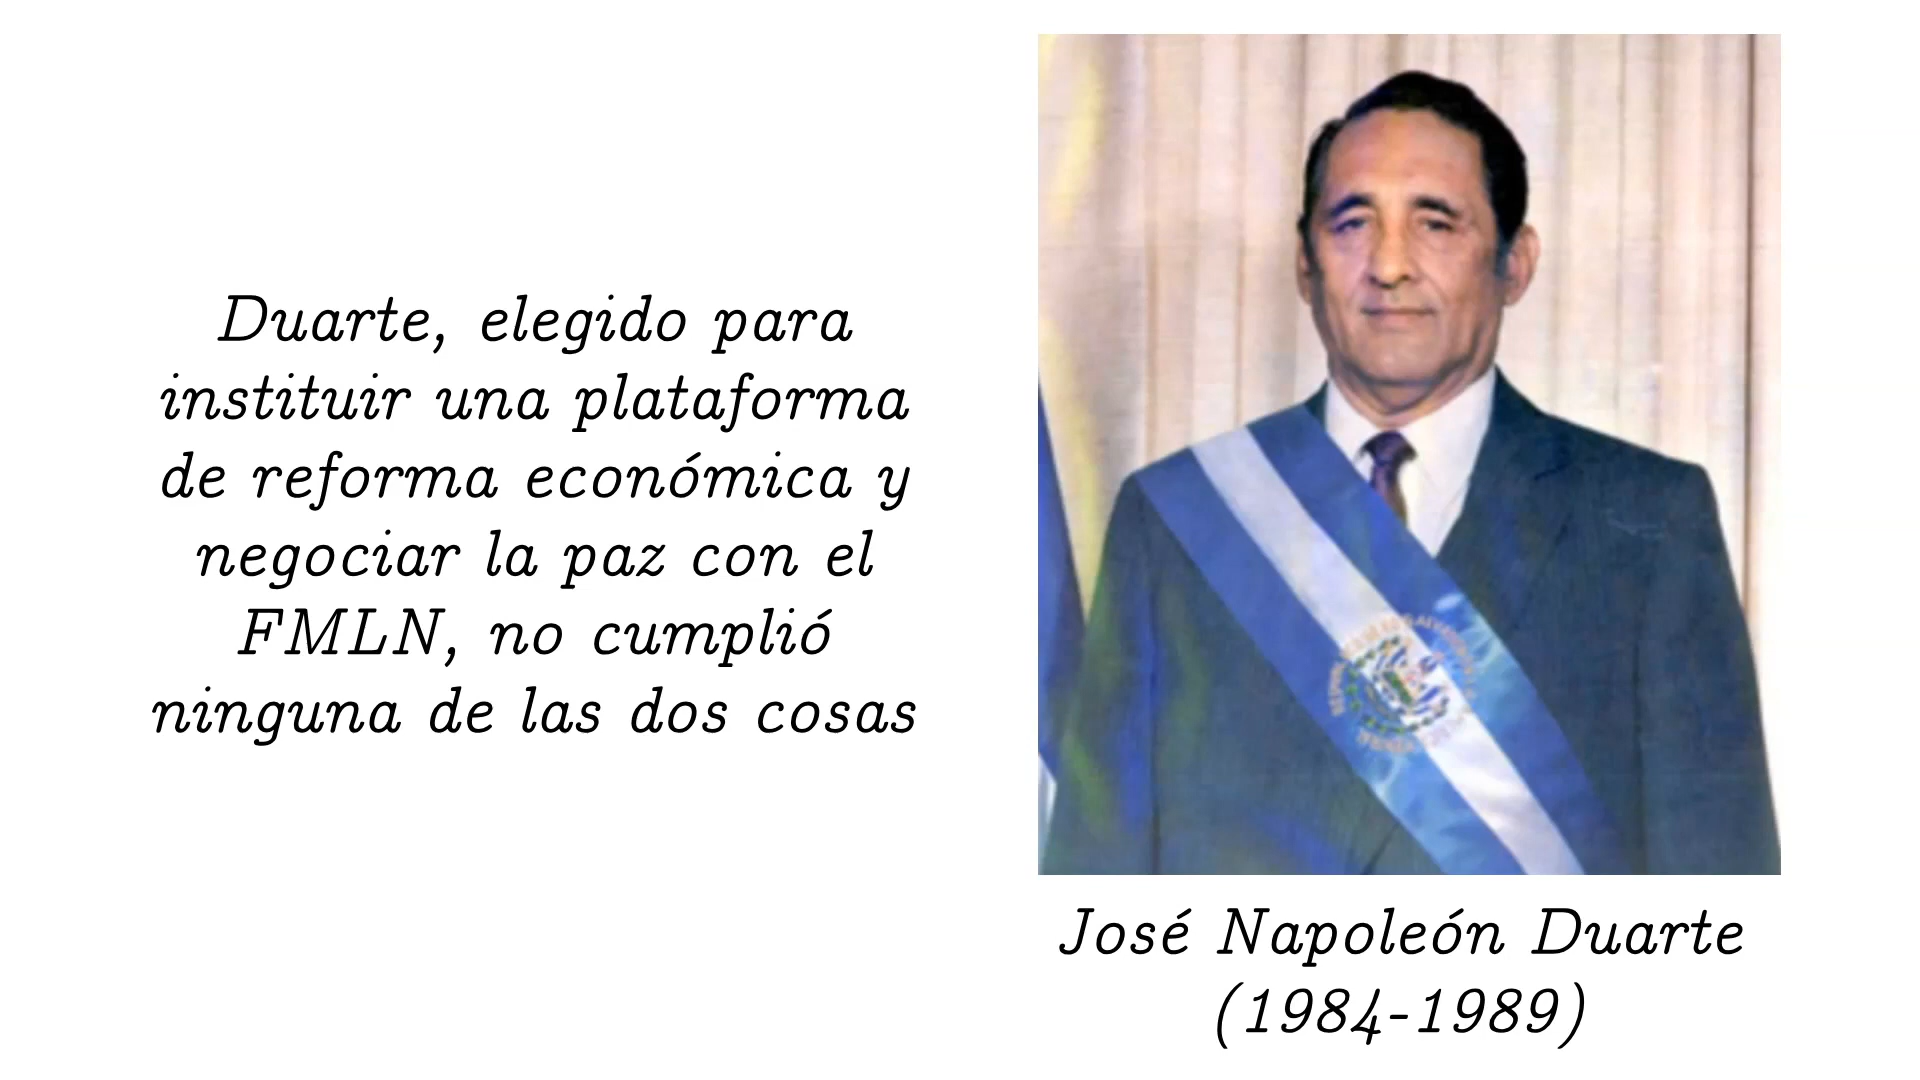 Duarte, elegido para
instituir una plataforma
de reforma económica y
negociar la paz con el
FMLN, no cumplió
ninguna de las dos cosas
José Napoleón Duarte
(1984-1989)